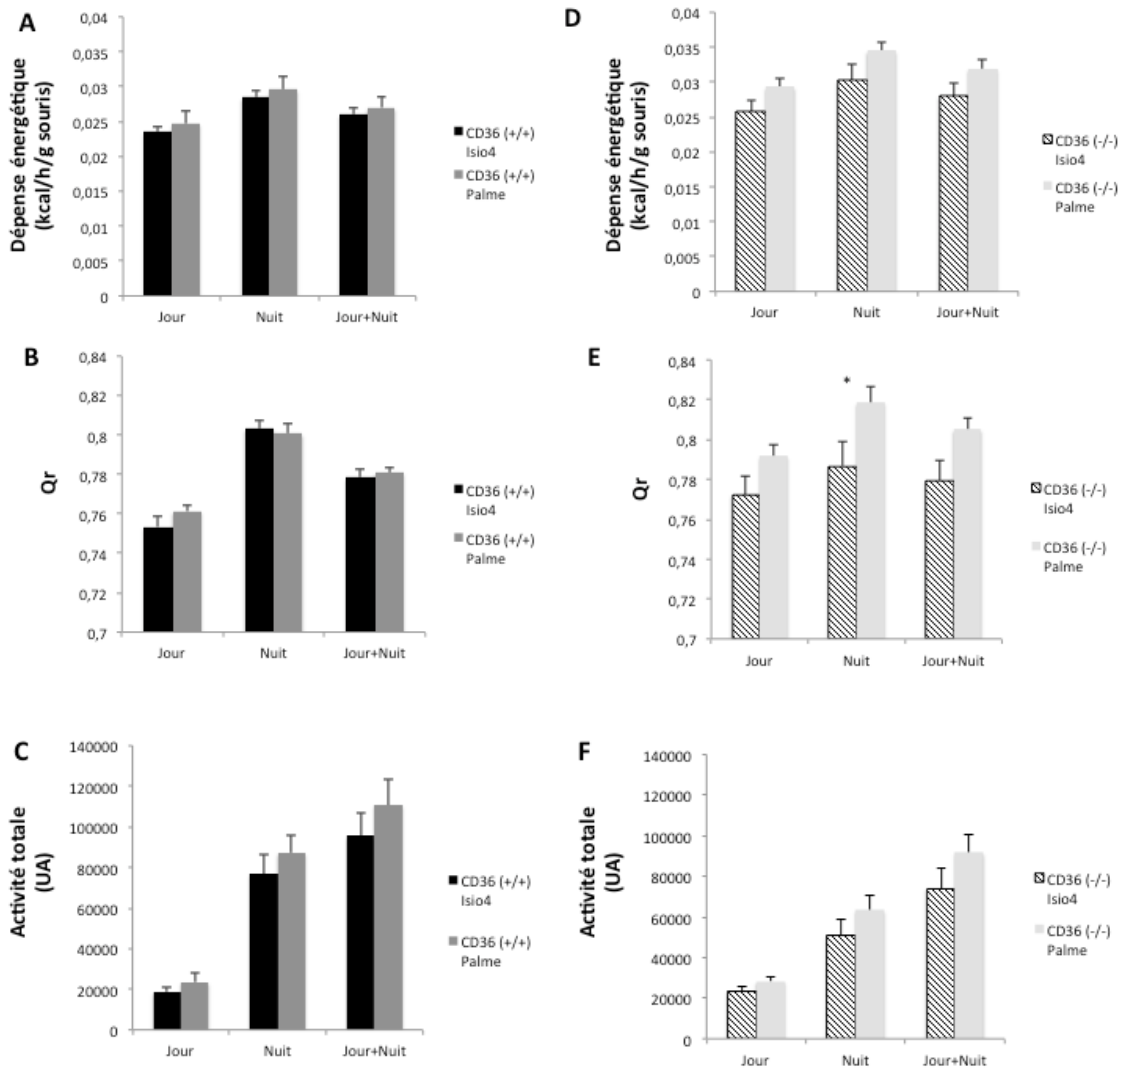 A
Dépense énergétique
(kcal/h/g souris)
0,04
0,035
0,03
0,025
0,02
0,015
0,01
0,005
0
Jour
Nuit
Jour+Nuit
CD36 (+/+)
Isio4
CD36 (+/+)
Palme
D
Dépense énergétique
(kcal/h/g souris)
0,04
0,035
0,03
0,025
0,02
0,015
0,01
0,005
0
Jour
Nuit
Jour+Nuit
CD36 (-/-)
Isio4
CD36 (-/-)
Palme
B
Qr
0,84
0,82
0,8
0,78
0,76
0,74
0,72
0,7
Jour
Nuit
Jour+Nuit
CD36 (+/+)
Isio4
CD36 (+/+)
Palme
E
Qr
0,84
0,82
0,8
0,78
0,76
0,74
0,72
0,7
*
Jour
Nuit
Jour+Nuit
CD36 (-/-)
Isio4
CD36 (-/-)
Palme
C
Activité totale
(UA)
140000
120000
100000
80000
60000
40000
20000
0
Jour
Nuit
Jour+Nuit
CD36 (+/+)
Isio4
CD36 (+/+)
Palme
F
Activité totale
(UA)
140000
120000
100000
80000
60000
40000
20000
0
Jour
Nuit
Jour+Nuit
CD36 (-/-)
Isio4
CD36 (-/-)
Palme